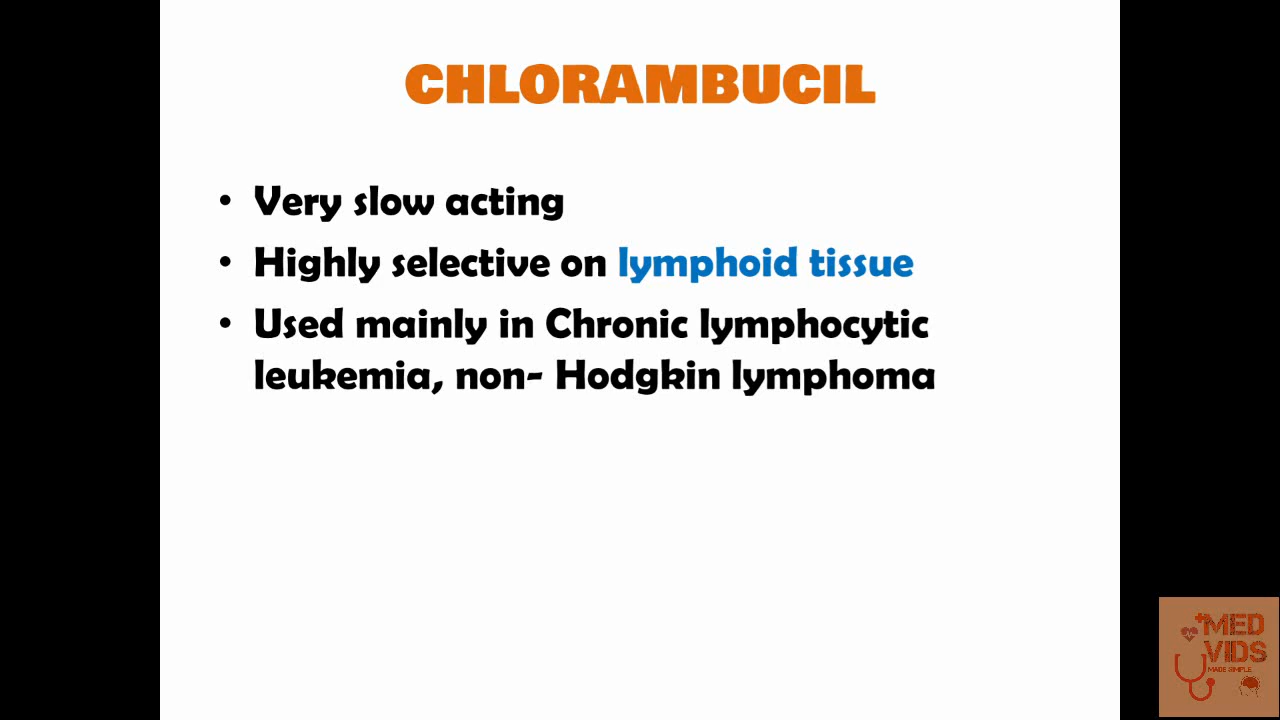 CHLORAMBUCIL
• Very slow acting
• Highly selective on lymphoid tissue
• Used mainly in Chronic lymphocytic
leukemia, non- Hodgkin lymphoma
MED
VIDS
MADE SIMPLE